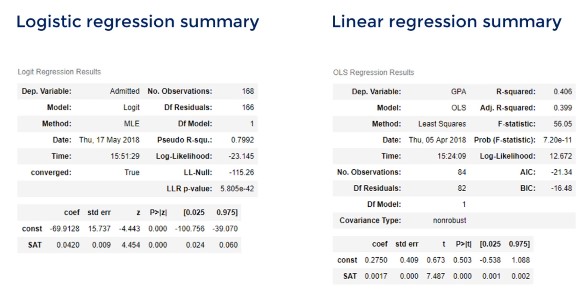 Logistic regression summary
Logit Regression Results
Dep. Variable: Admitted No. Observations: 168
Model: Logit Df Residuals: 166
Method: MLE Df Model: 1
Date: Thu, 17 May 2018 Pseudo R-squ.: 0.7992
Time: 15:51:29 Log-Likelihood: -23.145
converged: True LL-Null: -115.26
LLR p-value: 5.805e-42
coef std err z P>|z| [0.025 0.975]
const -69.9128 15.737 -4.443 0.000 -100.756 -39.070
SAT 0.0420 0.009 4.454 0.000 0.024 0.060
Linear regression summary
OLS Regression Results
Dep. Variable: GPA R-squared: 0.406
Model: OLS Adj. R-squared: 0.399
Method: Least Squares F-statistic: 56.05
Date: Thu, 05 Apr 2018 Prob (F-statistic): 7.20e-11
Time: 15:24:09 Log-Likelihood: 12.672
No. Observations: 84 AIC: -21.34
Df Residuals: 82 BIC: -16.48
Df Model: 1
Covariance Type: nonrobust
coef std err t P>|t| [0.025 0.975]
const 0.2750 0.409 0.673 0.503 -0.538 1.088
SAT 0.0017 0.000 7.487 0.000 0.001 0.002